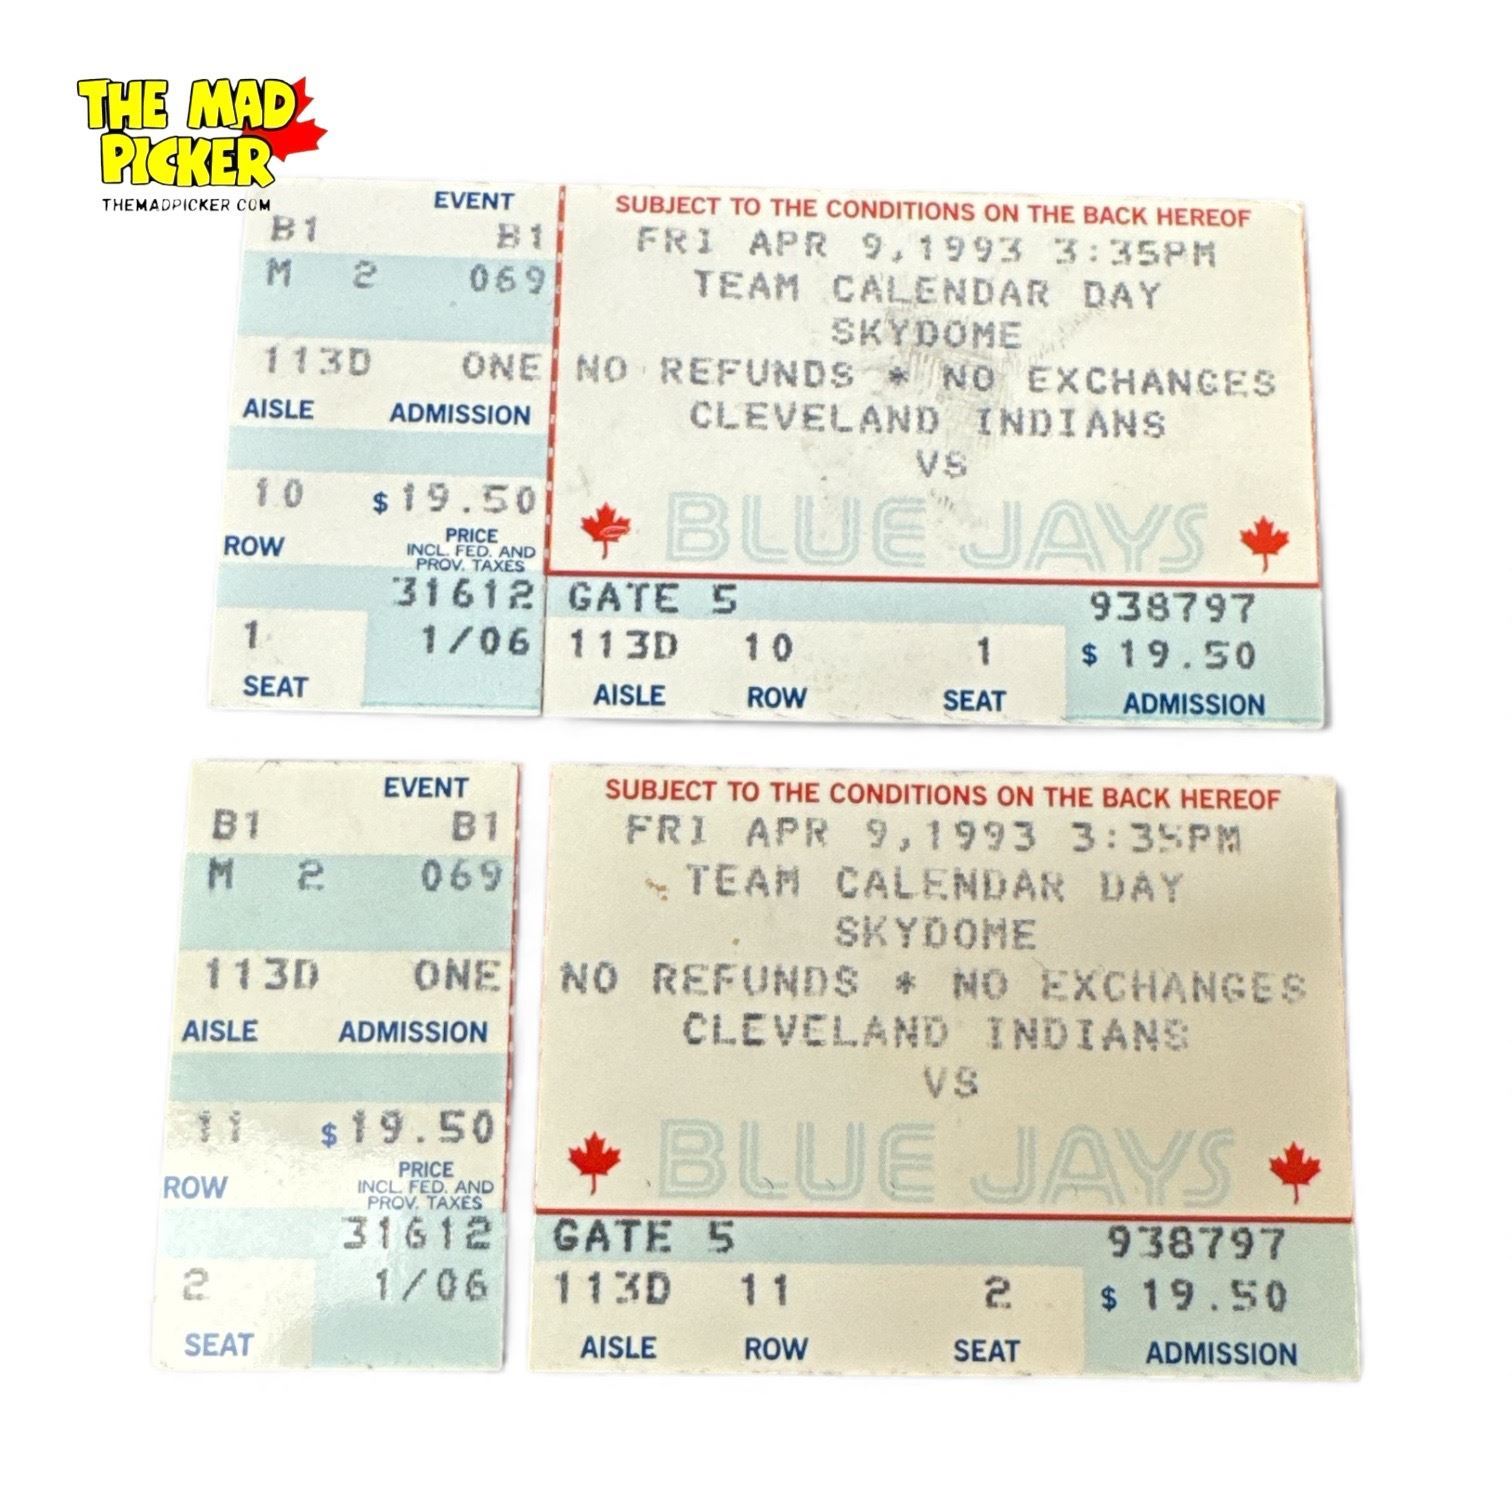 THE MAD
PICKER
THEMADPICKER.COM
EVENT
B1 B1
M 2 069
113D ONE
AISLE ADMISSION
10 $19.50
ROW PRICE
INCL. FED. AND
PROV. TAXES
31612
1 1/06
SEAT
SUBJECT TO THE CONDITIONS ON THE BACK HEREOF
FRI APR 9,1993 3:35PM
TEAM CALENDAR DAY
SKYDOME
NO REFUNDS * NO EXCHANGES
CLEVELAND INDIANS
VS
BLUE JAYS
GATE 5 938797
113D 10 1 $ 19.50
AISLE ROW SEAT ADMISSION
EVENT
B1 B1
M 2 069
113D ONE
AISLE ADMISSION
11 $19.50
ROW PRICE
INCL. FED. AND
PROV. TAXES
31612
2 1/06
SEAT
SUBJECT TO THE CONDITIONS ON THE BACK HEREOF
FRI APR 9,1993 3:35PM
TEAM CALENDAR DAY
SKYDOME
NO REFUNDS * NO EXCHANGES
CLEVELAND INDIANS
VS
BLUE JAYS
GATE 5 938797
113D 11 2 $ 19.50
AISLE ROW SEAT ADMISSION